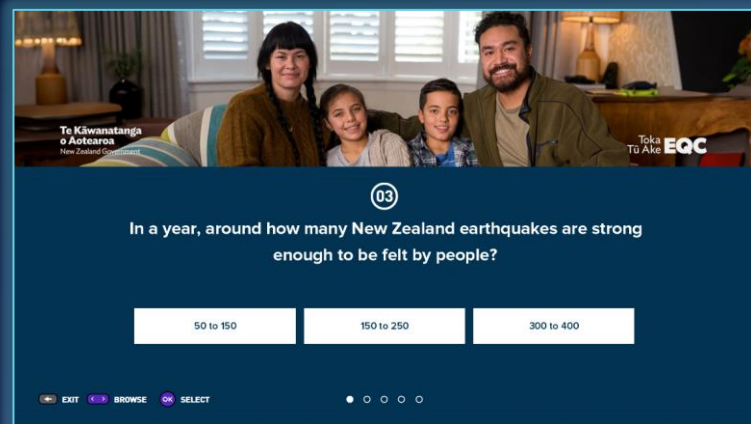 Te Kāwanatanga
o Aotearoa
New Zealand Government
Toka
Tū Ake EQC
03
In a year, around how many New Zealand earthquakes are strong
enough to be felt by people?
50 to 150
150 to 250
300 to 400
EXIT
BROWSE
OK SELECT